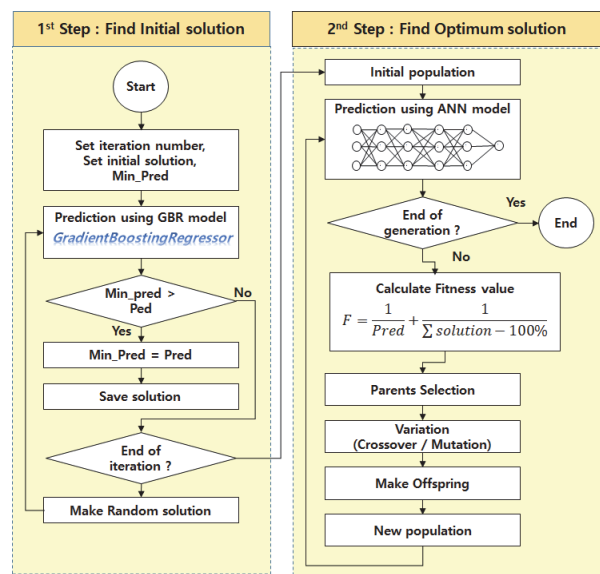 1st Step : Find Initial solution
Start
Set iteration number,
Set initial solution,
Min_Pred
Prediction using GBR model
GradientBoostingRegressor
Min_pred >
Ped
No
Yes
Min_Pred = Pred
Save solution
End of
iteration ?
Make Random solution
2nd Step : Find Optimum solution
Initial population
Prediction using ANN model
End of
generation ?
Yes
End
No
Calculate Fitness value
F = 1/Pred + 1/(∑ solution − 100%)
Parents Selection
Variation
(Crossover / Mutation)
Make Offspring
New population